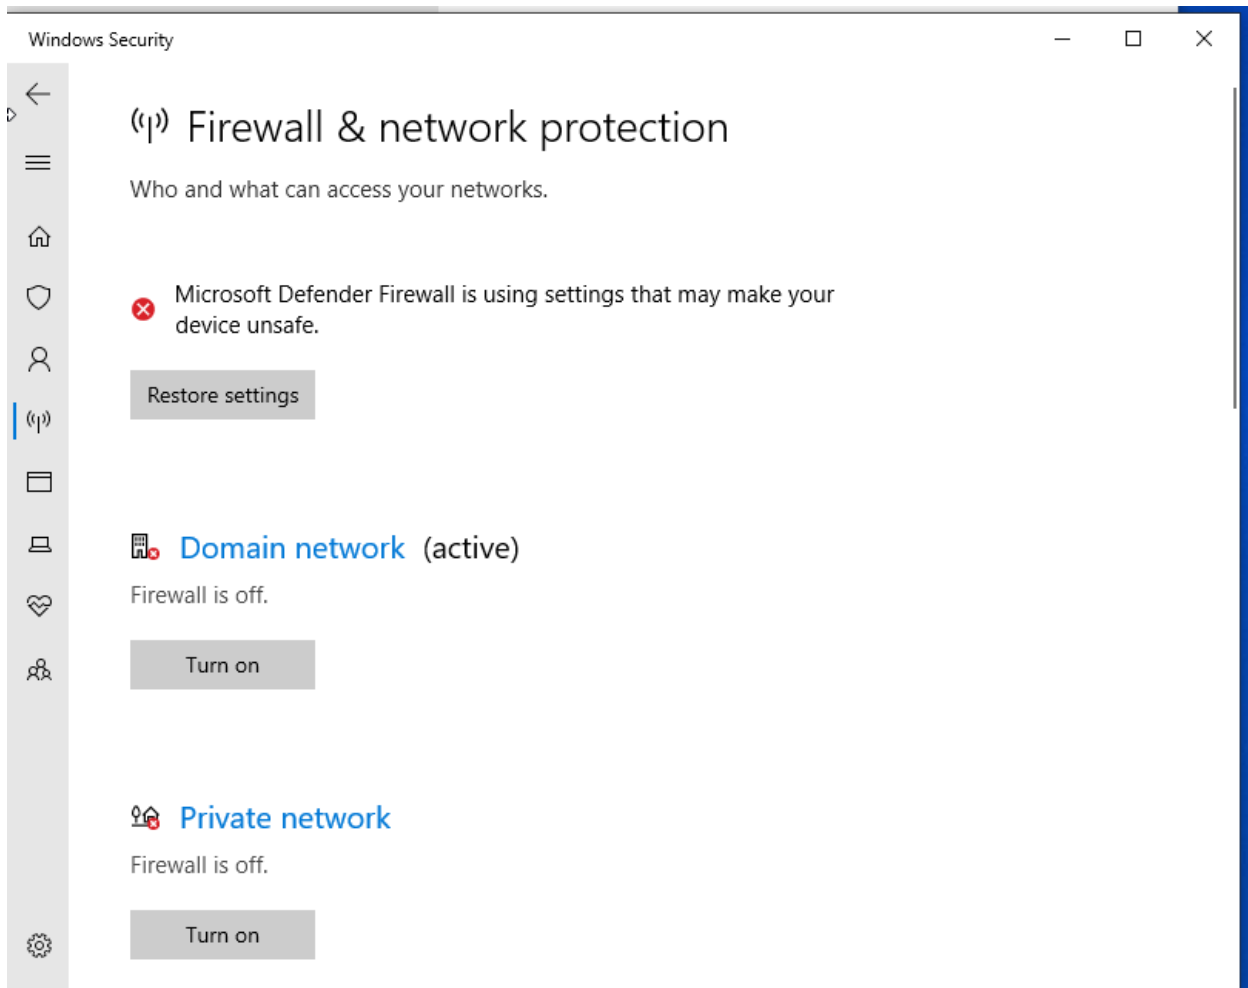 Windows Security
Firewall & network protection
Who and what can access your networks.
Microsoft Defender Firewall is using settings that may make your
device unsafe.
Restore settings
Domain network (active)
Firewall is off.
Turn on
Private network
Firewall is off.
Turn on